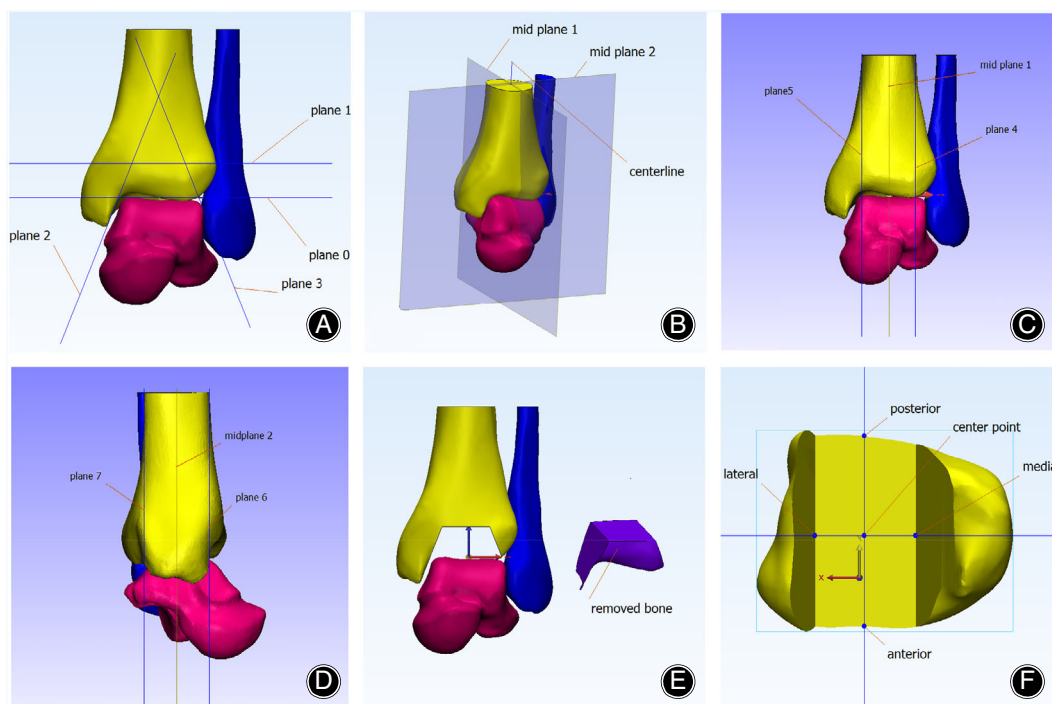 plane 1
plane 2
plane 0
plane 3
A
mid plane 1
mid plane 2
centerline
B
mid plane 1
plane5
plane 4
C
midplane 2
plane 7
plane 6
D
removed bone
E
posterior
center point
lateral
media
Y
X
anterior
F